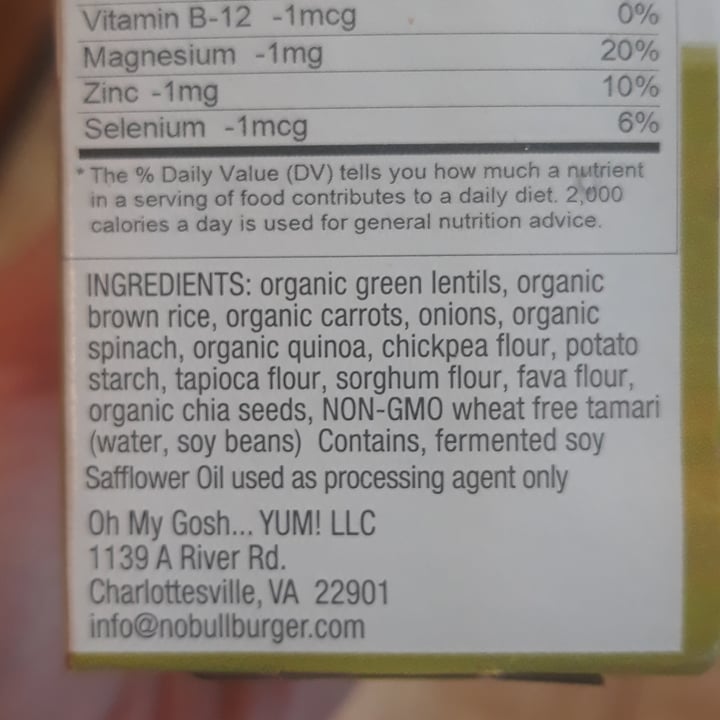 Vitamin B-12 -1mcg 0%
Magnesium -1mg 20%
Zinc -1mg 10%
Selenium -1mcg 6%
* The % Daily Value (DV) tells you how much a nutrient
in a serving of food contributes to a daily diet. 2,000
calories a day is used for general nutrition advice.
INGREDIENTS: organic green lentils, organic
brown rice, organic carrots, onions, organic
spinach, organic quinoa, chickpea flour, potato
starch, tapioca flour, sorghum flour, fava flour,
organic chia seeds, NON-GMO wheat free tamari
(water, soy beans) Contains, fermented soy
Safflower Oil used as processing agent only
Oh My Gosh... YUM! LLC
1139 A River Rd.
Charlottesville, VA 22901
info@nobullburger.com